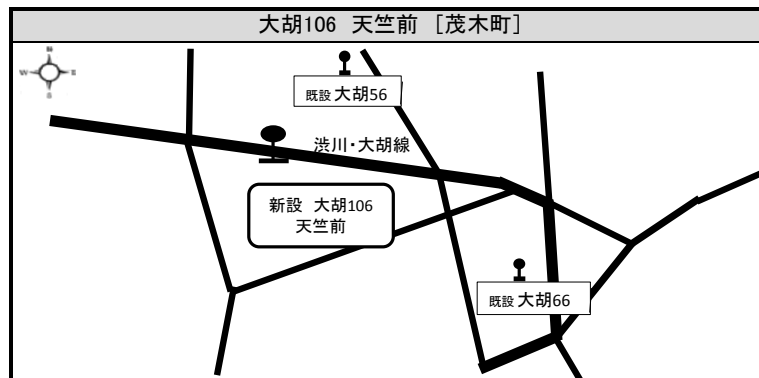 大胡106 天竺前 [茂木町]
N
W E
S
既設 大胡56
渋川・大胡線
新設 大胡106
天竺前
既設 大胡66